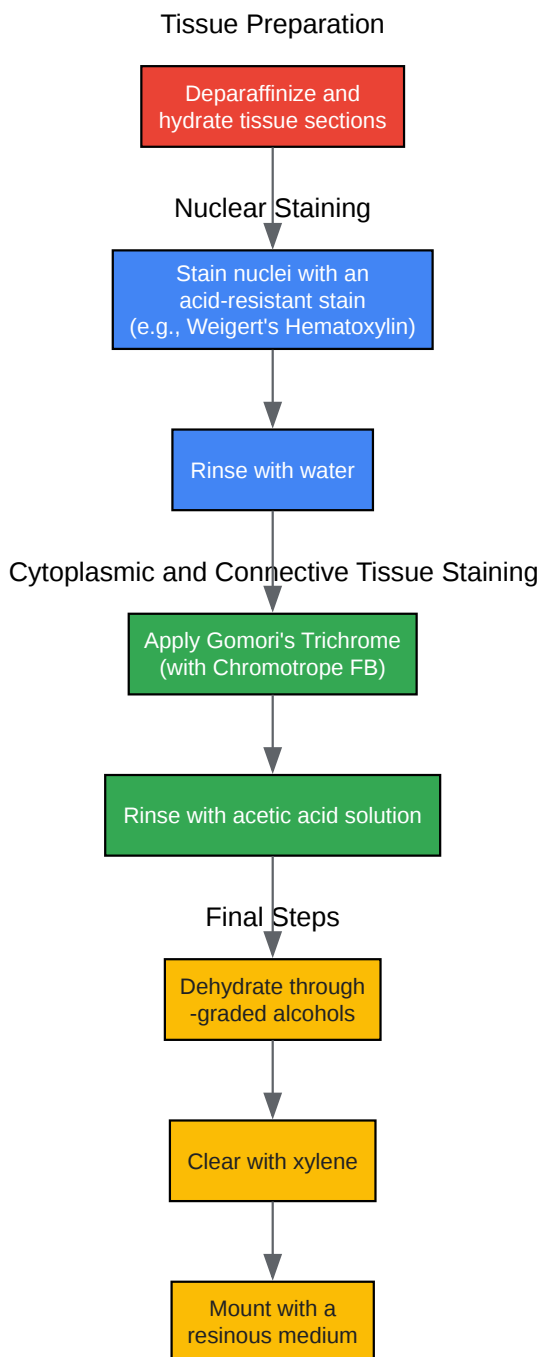 Tissue Preparation
Deparaffinize and
hydrate tissue sections
Nuclear Staining
Stain nuclei with an
acid-resistant stain
(e.g., Weigert's Hematoxylin)
Rinse with water
Cytoplasmic and Connective Tissue Staining
Apply Gomori's Trichrome
(with Chromotrope FB)
Rinse with acetic acid solution
Final Steps
Dehydrate through
-graded alcohols
Clear with xylene
Mount with a
resinous medium